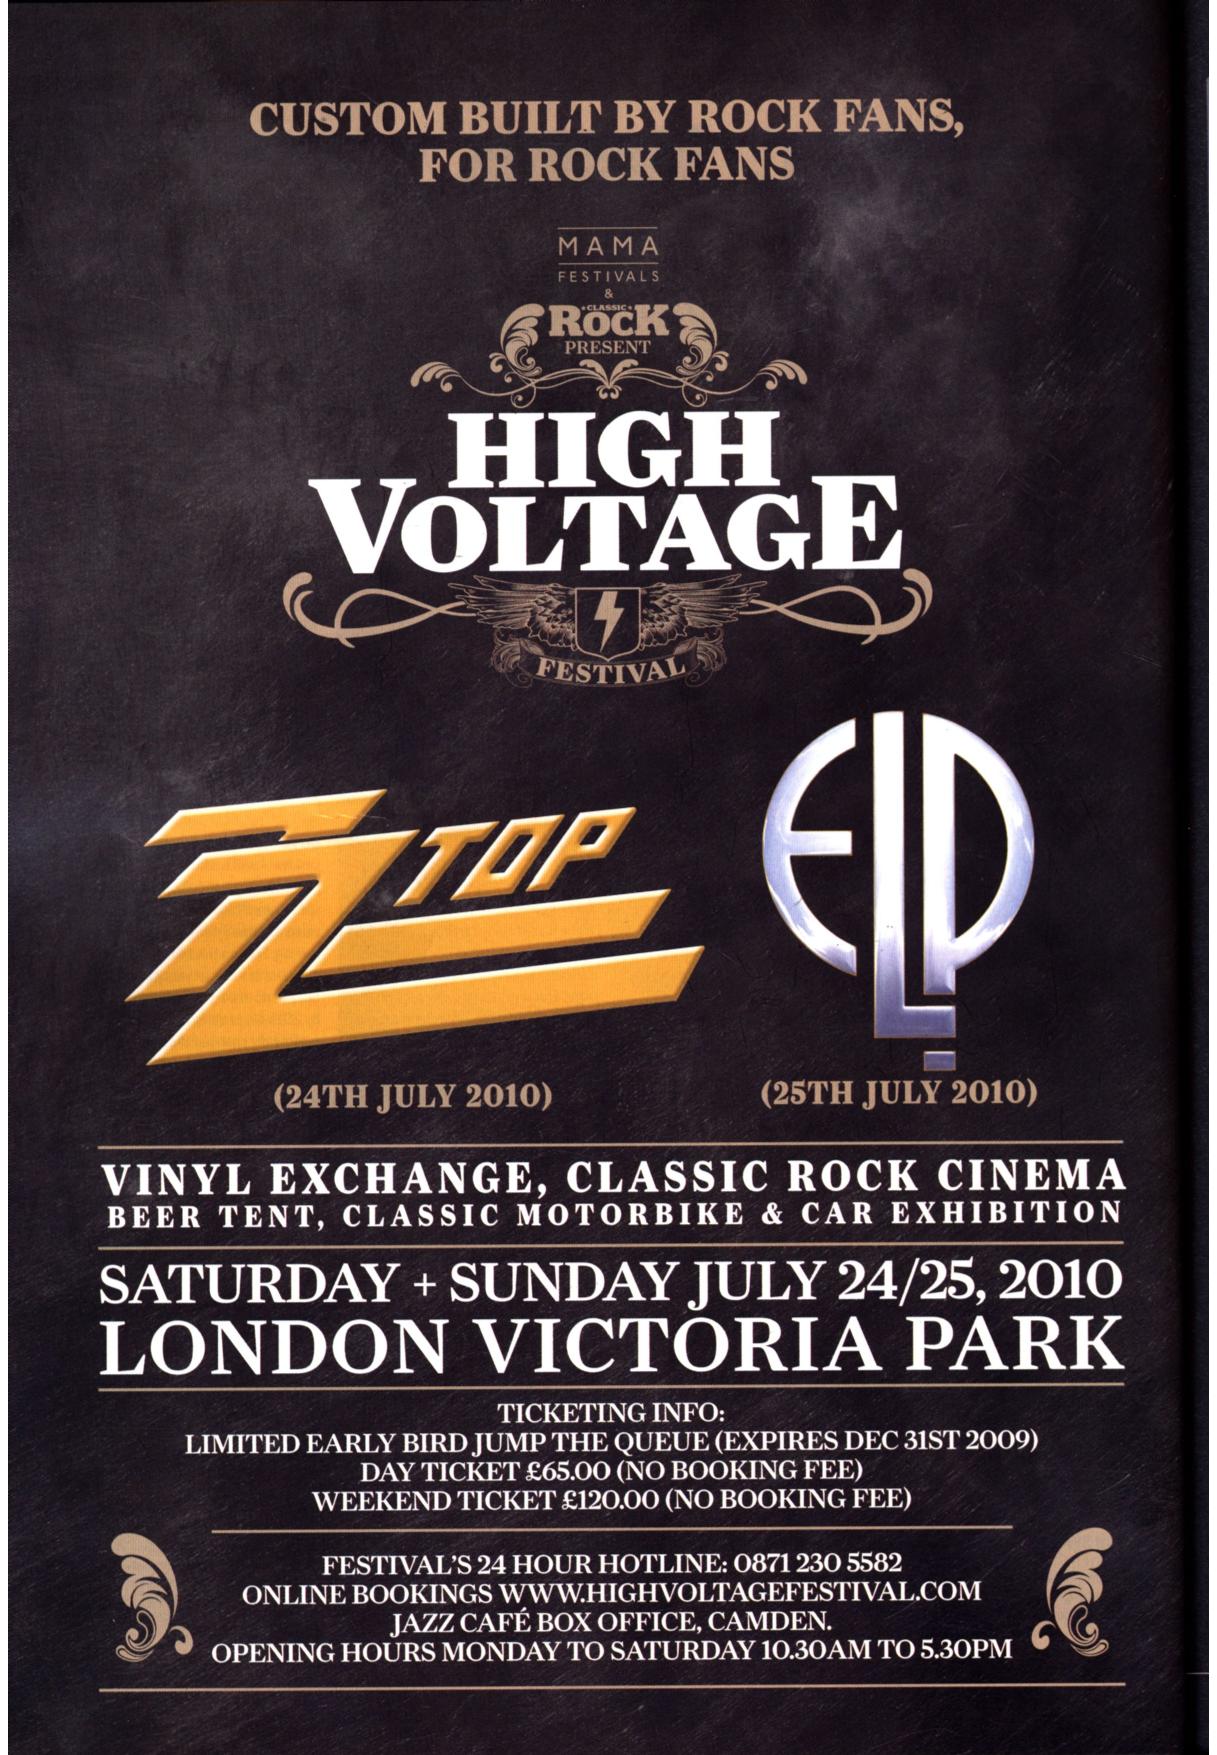 CUSTOM BUILT BY ROCK FANS,
FOR ROCK FANS
MAMA
FESTIVALS
&
CLASSIC
ROCK
PRESENT
HIGH
VOLTAGE
FESTIVAL
ZZ TOP
ELP
(24TH JULY 2010)
(25TH JULY 2010)
VINYL EXCHANGE, CLASSIC ROCK CINEMA
BEER TENT, CLASSIC MOTORBIKE & CAR EXHIBITION
SATURDAY + SUNDAY JULY 24/25, 2010
LONDON VICTORIA PARK
TICKETING INFO:
LIMITED EARLY BIRD JUMP THE QUEUE (EXPIRES DEC 31ST 2009)
DAY TICKET £65.00 (NO BOOKING FEE)
WEEKEND TICKET £120.00 (NO BOOKING FEE)
FESTIVAL'S 24 HOUR HOTLINE: 0871 230 5582
ONLINE BOOKINGS WWW.HIGHVOLTAGEFESTIVAL.COM
JAZZ CAFÉ BOX OFFICE, CAMDEN.
OPENING HOURS MONDAY TO SATURDAY 10.30AM TO 5.30PM